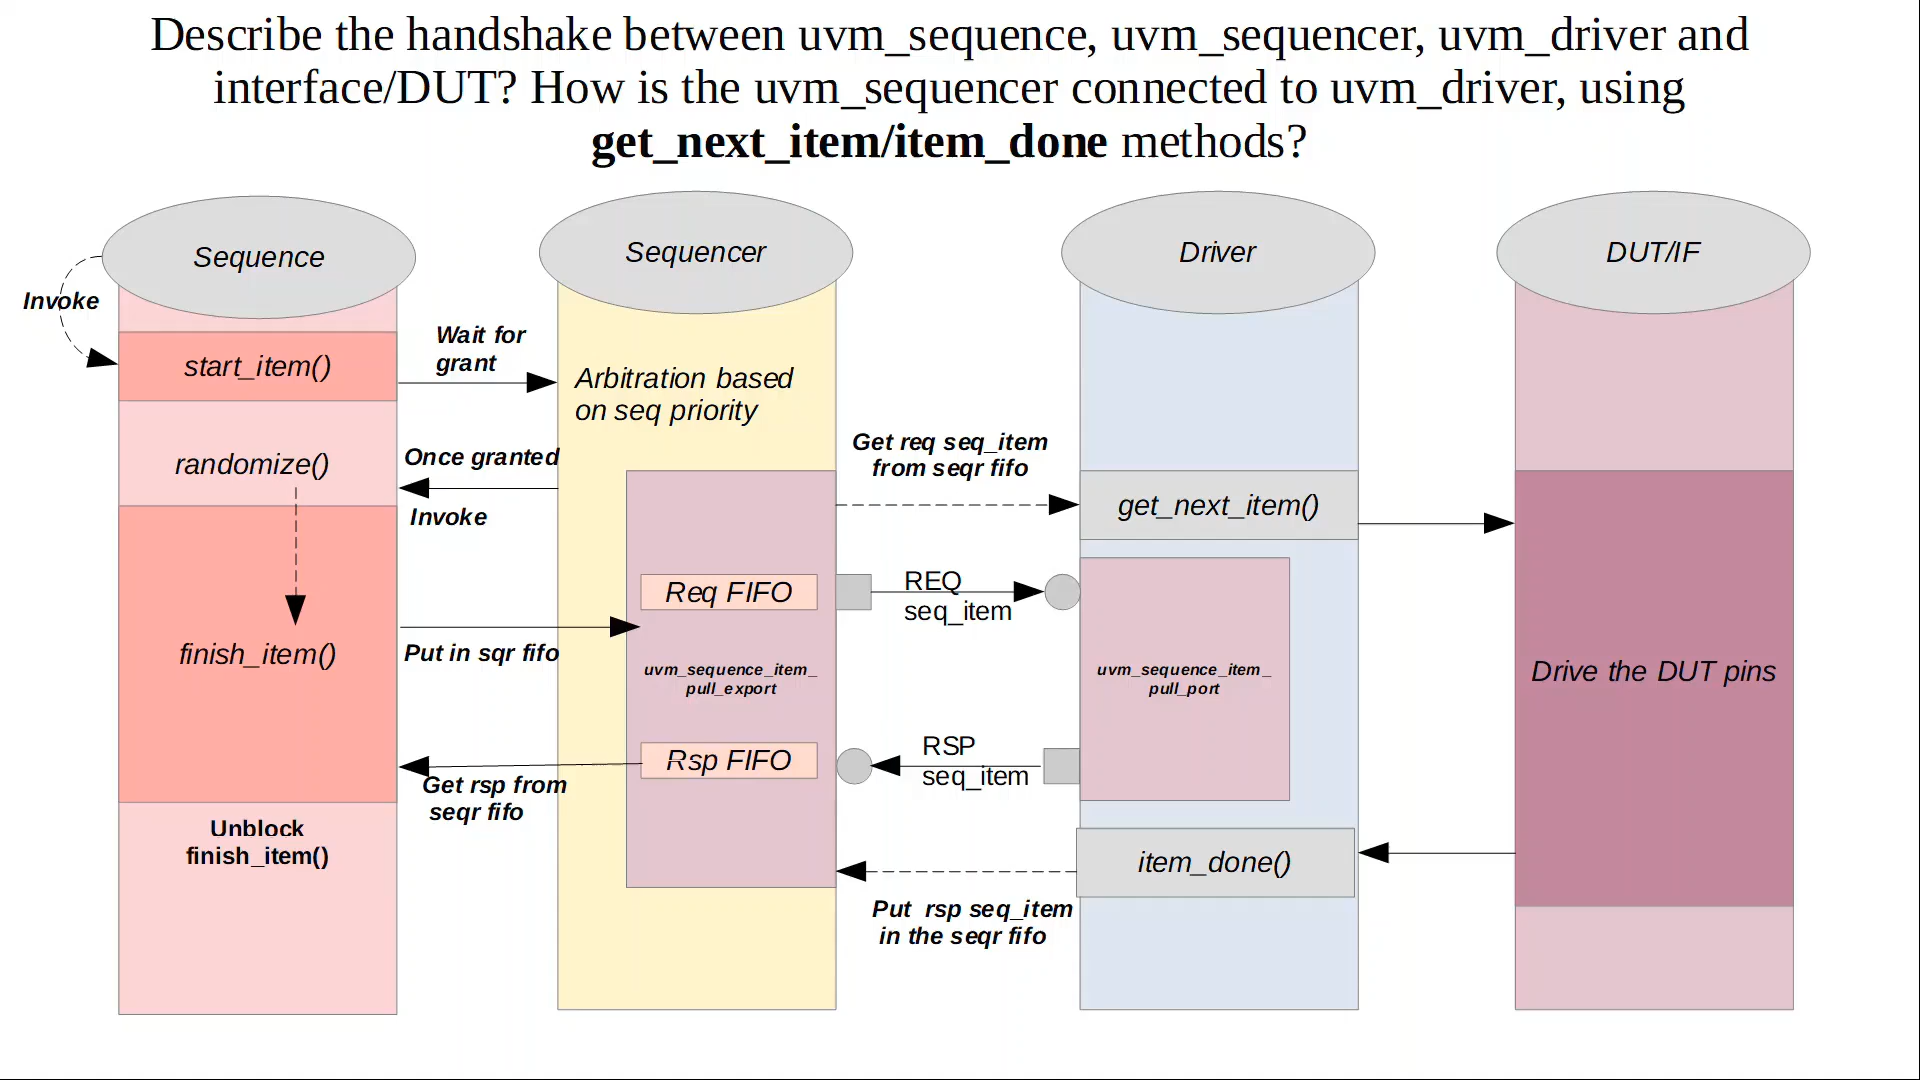 Describe the handshake between uvm_sequence, uvm_sequencer, uvm_driver and
interface/DUT? How is the uvm_sequencer connected to uvm_driver, using
get_next_item/item_done methods?
Sequence
Sequencer
Driver
DUT/IF
Invoke
start_item()
Wait for
grant
Arbitration based
on seq priority
randomize()
Once granted
Invoke
Get req seq_item
from seqr fifo
get_next_item()
Req FIFO
REQ
seq_item
finish_item()
Put in sqr fifo
uvm_sequence_item_
pull_export
uvm_sequence_item_
pull_port
Drive the DUT pins
Rsp FIFO
RSP
seq_item
Get rsp from
seqr fifo
Unblock
finish_item()
item_done()
Put rsp seq_item
in the seqr fifo